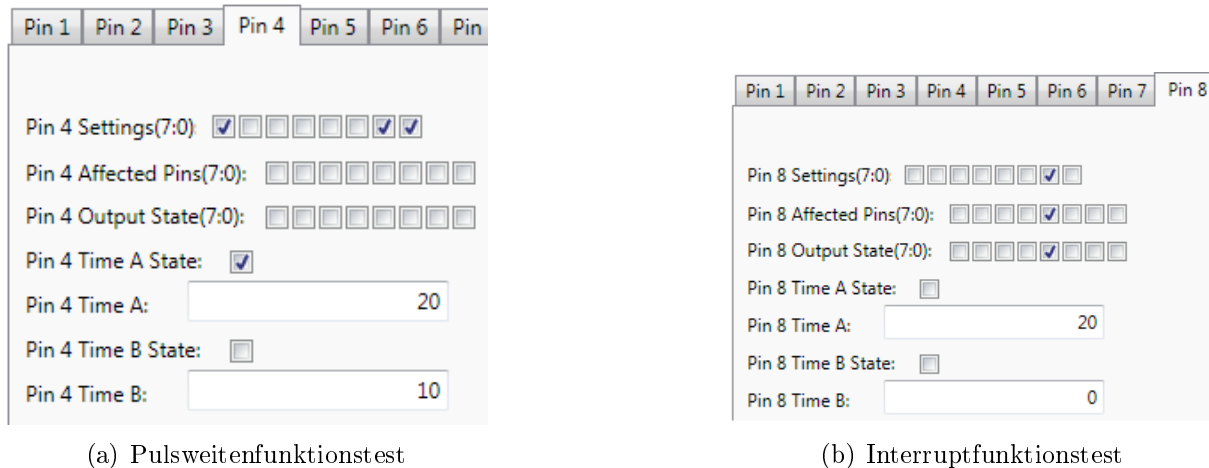 Pin 1 Pin 2 Pin 3 Pin 4 Pin 5 Pin 6 Pin
Pin 4 Settings(7:0):
Pin 4 Affected Pins(7:0):
Pin 4 Output State(7:0):
Pin 4 Time A State:
Pin 4 Time A: 20
Pin 4 Time B State:
Pin 4 Time B: 10
(a) Pulsweitenfunktionstest
Pin 1 Pin 2 Pin 3 Pin 4 Pin 5 Pin 6 Pin 7 Pin 8
Pin 8 Settings(7:0)
Pin 8 Affected Pins(7:0):
Pin 8 Output State(7:0):
Pin 8 Time A State:
Pin 8 Time A: 20
Pin 8 Time B State:
Pin 8 Time B: 0
(b) Interruptfunktionstest